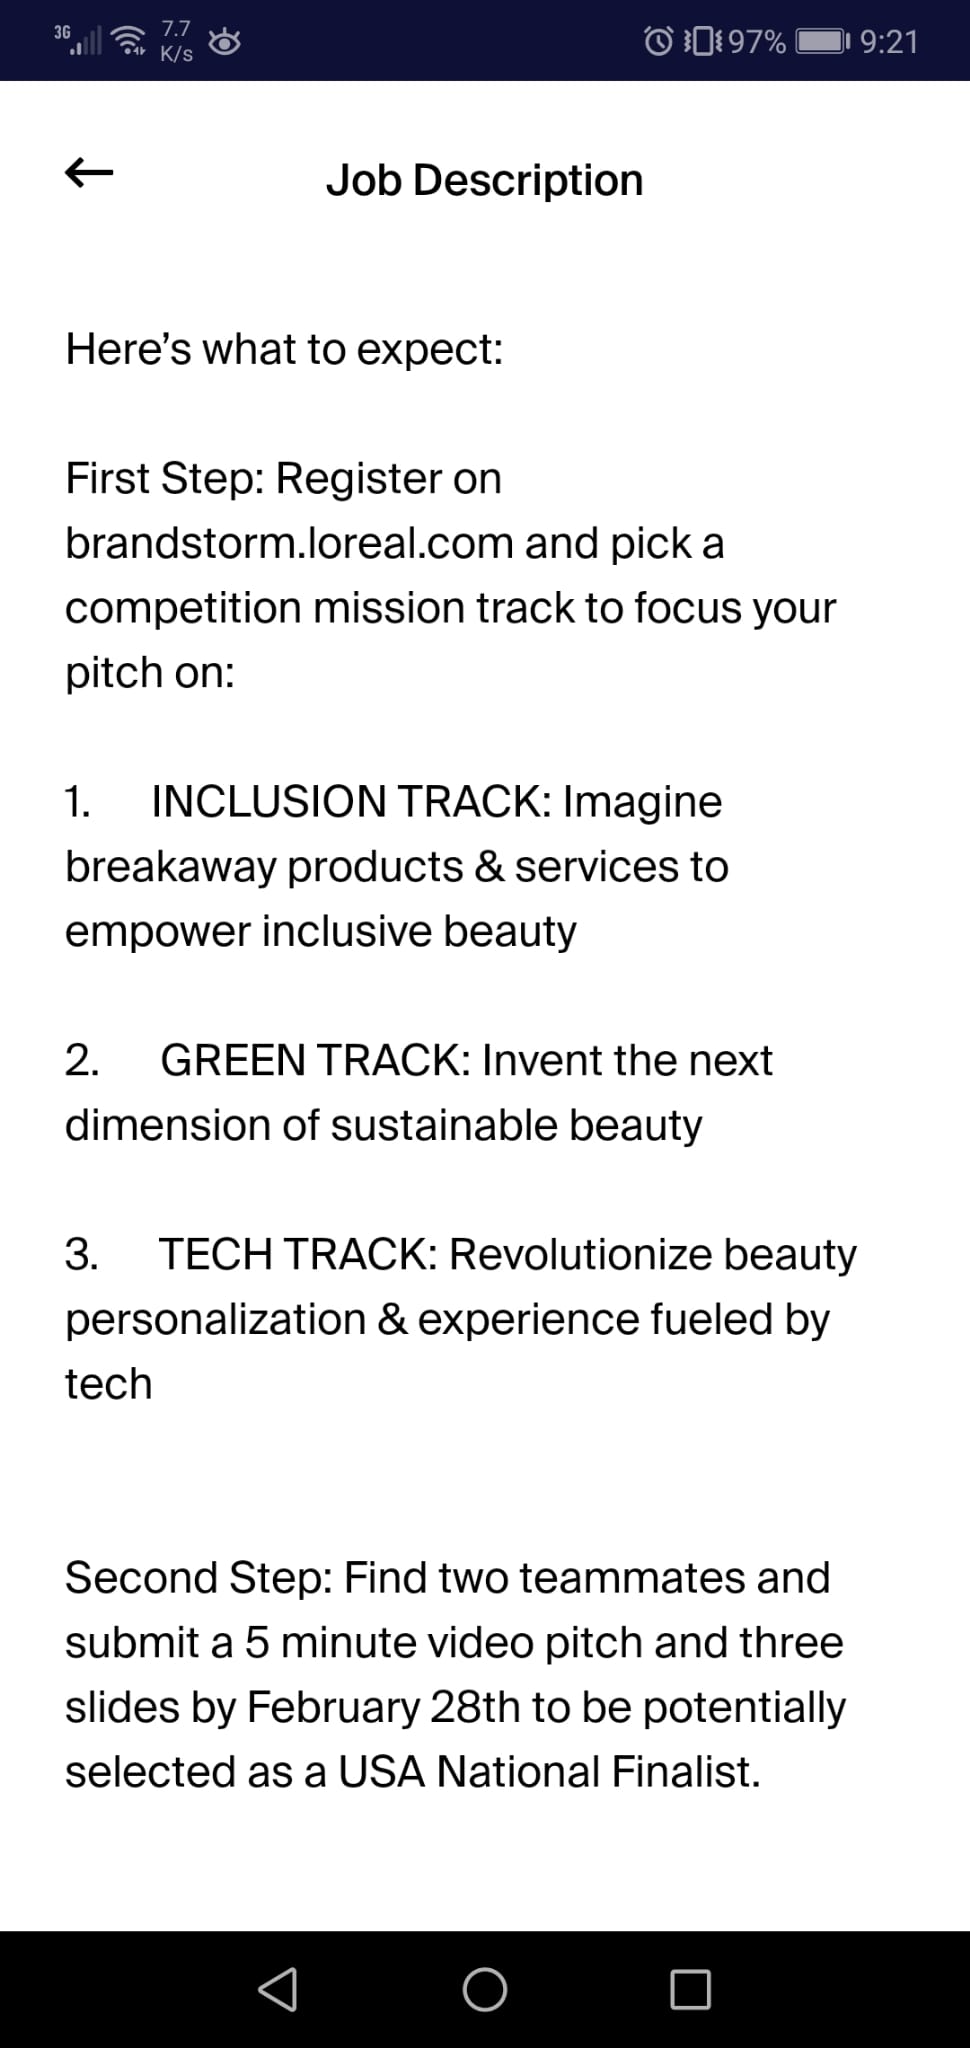 3G 7.7 K/s 97% 9:21
Job Description
Here’s what to expect:
First Step: Register on
brandstorm.loreal.com and pick a
competition mission track to focus your
pitch on:
1. INCLUSION TRACK: Imagine
breakaway products & services to
empower inclusive beauty
2. GREEN TRACK: Invent the next
dimension of sustainable beauty
3. TECH TRACK: Revolutionize beauty
personalization & experience fueled by
tech
Second Step: Find two teammates and
submit a 5 minute video pitch and three
slides by February 28th to be potentially
selected as a USA National Finalist.